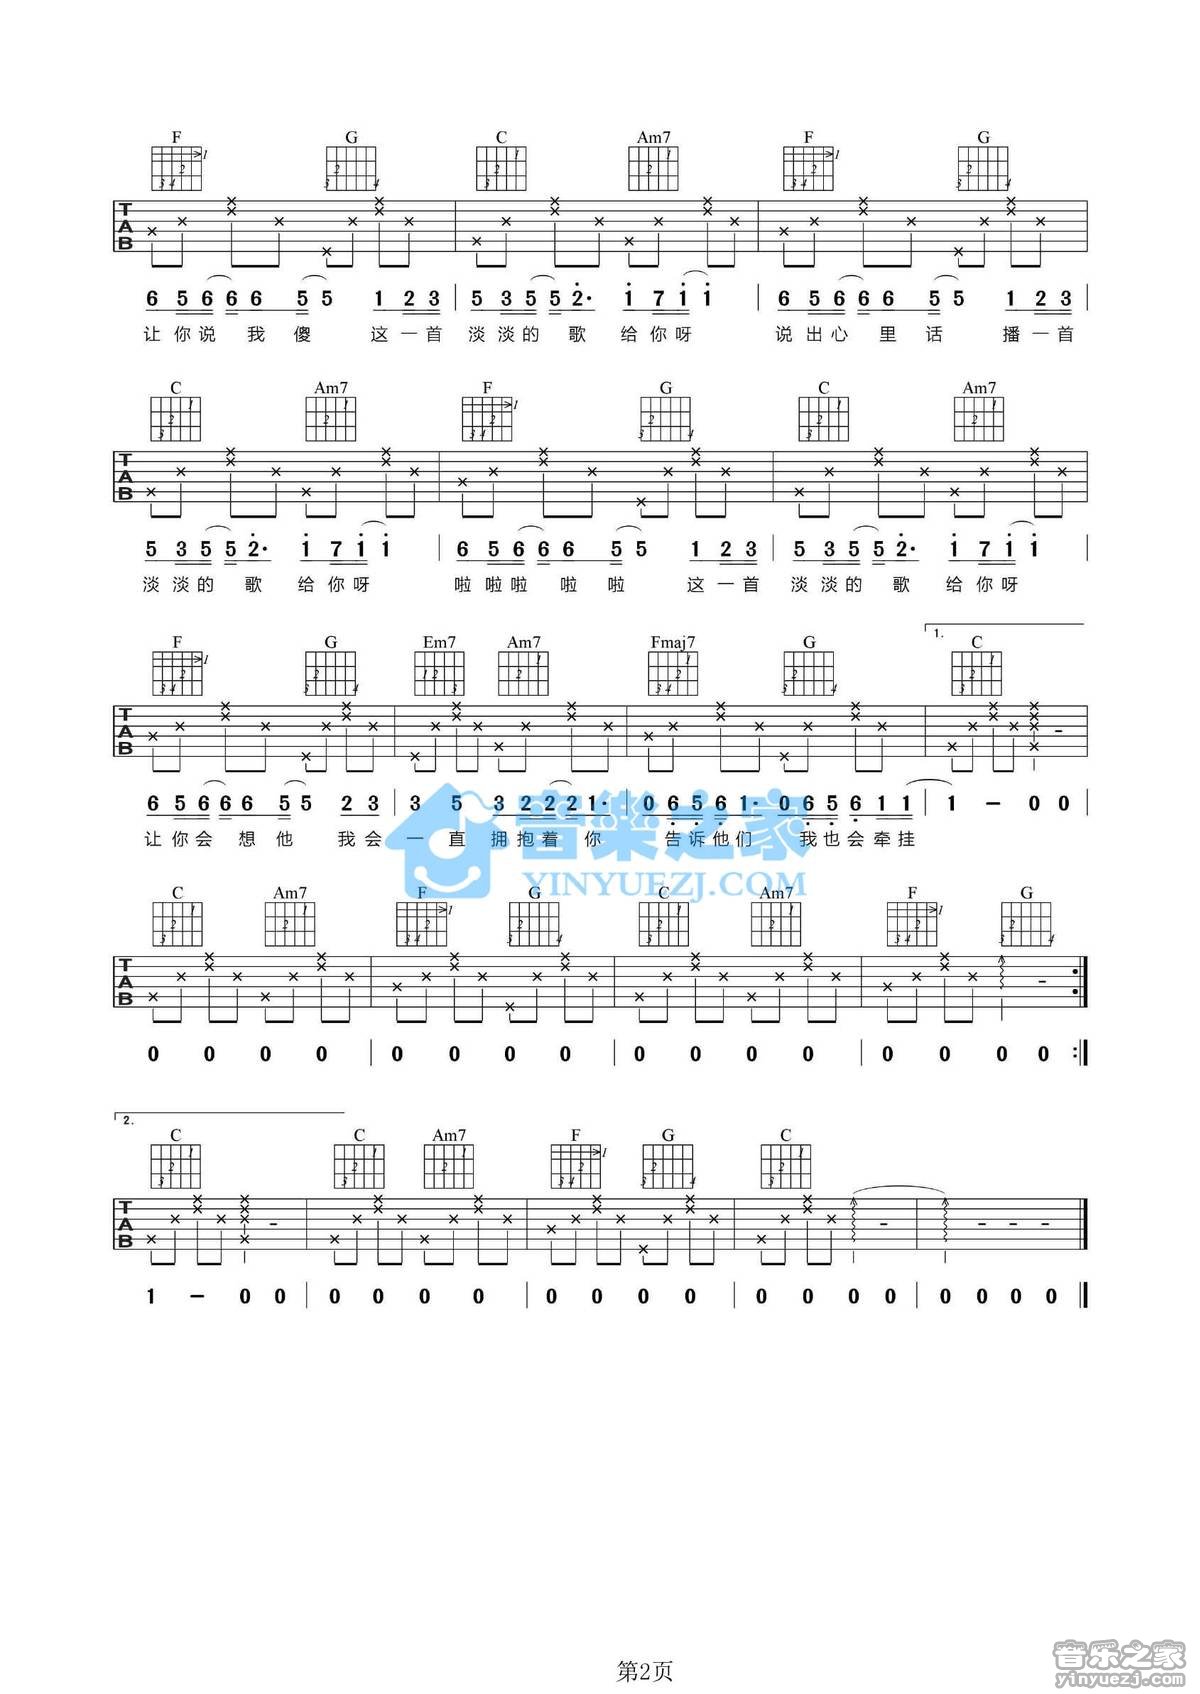 F G C Am7 F G
T A B
6 5 6 6 6 5 5 1 2 3 | 5 3 5 5 2· 1 7 1 1 | 6 5 6 6 6 5 5 1 2 3 |
让你说 我 傻 这一首 淡淡的 歌 给你呀 说出心 里 话 播一首
C Am7 F G C Am7
T A B
5 3 5 5 2· 1 7 1 1 | 6 5 6 6 6 5 5 1 2 3 | 5 3 5 5 2· 1 7 1 1 |
淡淡的 歌 给你呀 啦啦啦 啦 啦 这一首 淡淡的 歌 给你呀
1.
F G Em7 Am7 Fmaj7 G C
T A B
6 5 6 6 6 5 5 2 3 | 3 5 3 2 2 2 1· | 0 6 5 6 1· 0 6 5 6 1 1 | 1 - 0 0 |
让你会 想 他 我会 一 直 拥抱着 你 告诉他们 我也会牵挂
音樂之家
YINYUEZJ.COM
C Am7 F G C Am7 F G
T A B
0 0 0 0 | 0 0 0 0 | 0 0 0 0 | 0 0 0 0 :|
2.
C C Am7 F G C
T A B
1 - 0 0 | 0 0 0 0 | 0 0 0 0 | 0 0 0 0 | 0 0 0 0 |
第2页
音乐之家
yinyuezj.com